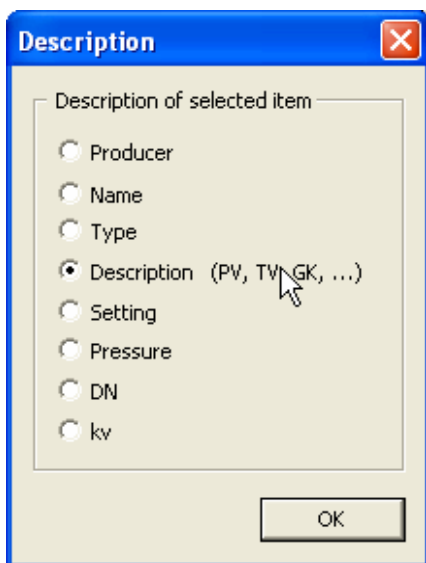 Description
Description of selected item
Producer
Name
Type
Description (PV, TV, GK, ...)
Setting
Pressure
DN
kv
OK